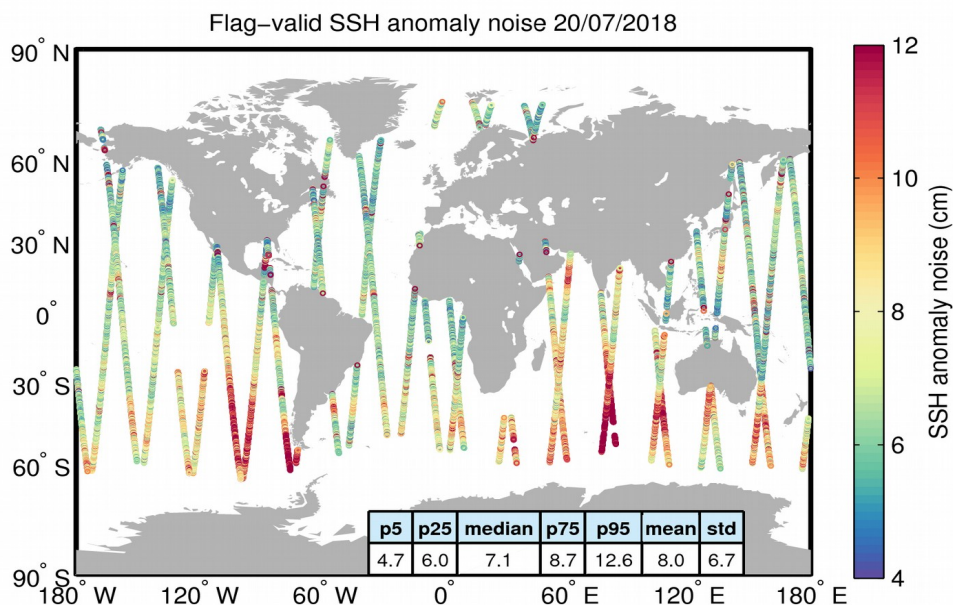 Flag−valid SSH anomaly noise 20/07/2018
90° N
60° N
30° N
0°
30° S
60° S
90° S
180° W
120° W
60° W
0°
60° E
120° E
180° E
p5 p25 median p75 p95 mean std
4.7 6.0 7.1 8.7 12.6 8.0 6.7
12
10
8
6
4
SSH anomaly noise (cm)